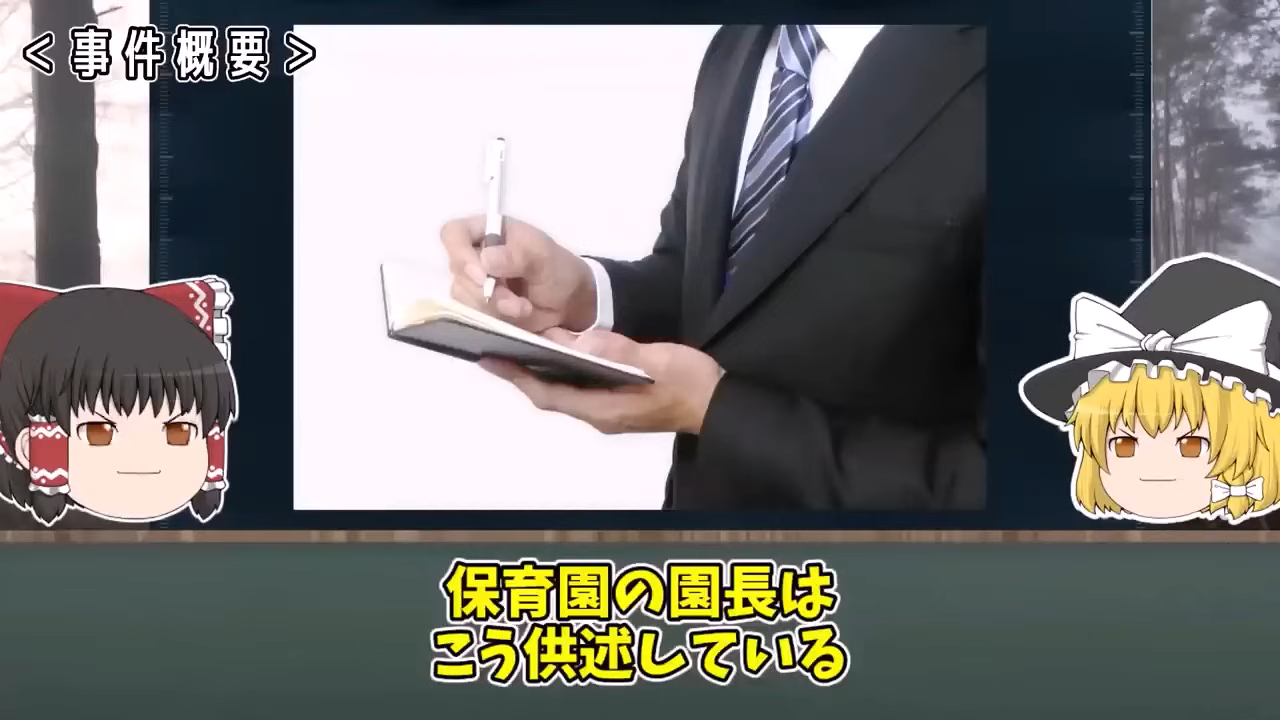 ＜事件概要＞
保育園の園長は
こう供述している